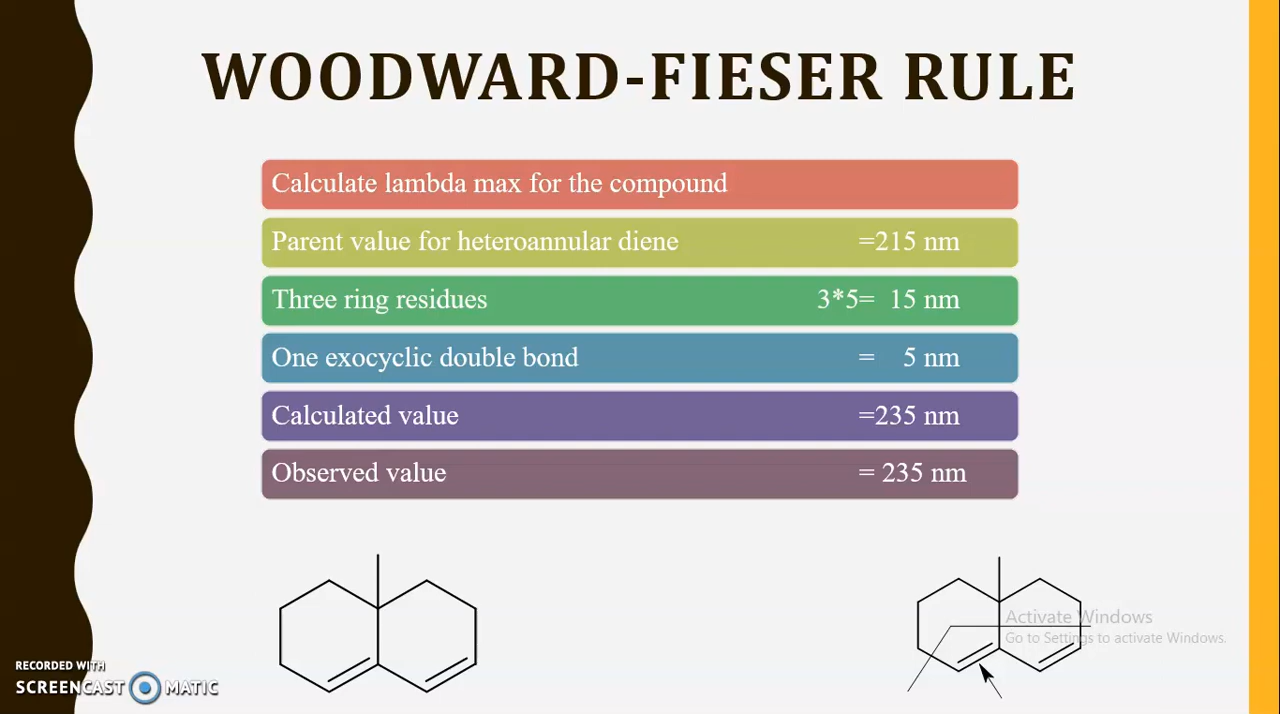 WOODWARD-FIESER RULE
Calculate lambda max for the compound
Parent value for heteroannular diene =215 nm
Three ring residues 3*5= 15 nm
One exocyclic double bond = 5 nm
Calculated value =235 nm
Observed value = 235 nm
Activate Windows
Go to Settings to activate Windows.
RECORDED WITH
SCREENCAST MATIC